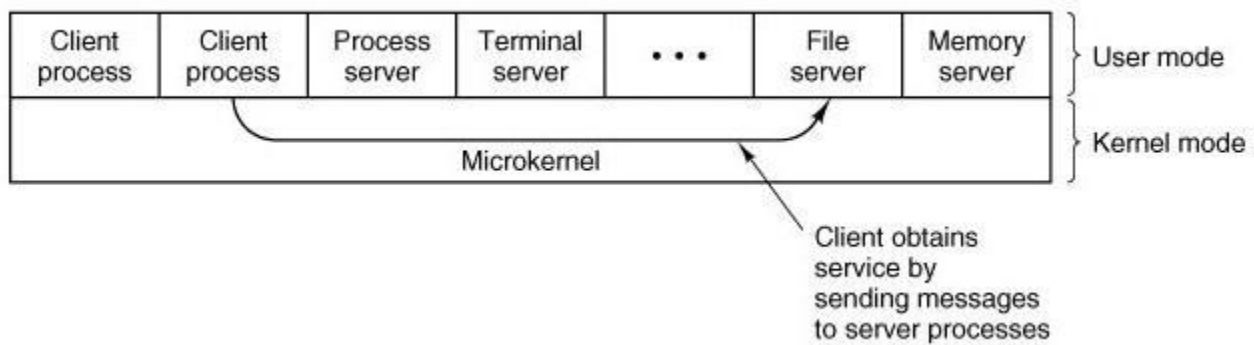 Client process
Client process
Process server
Terminal server
• • •
File server
Memory server
User mode
Microkernel
Kernel mode
Client obtains
service by
sending messages
to server processes